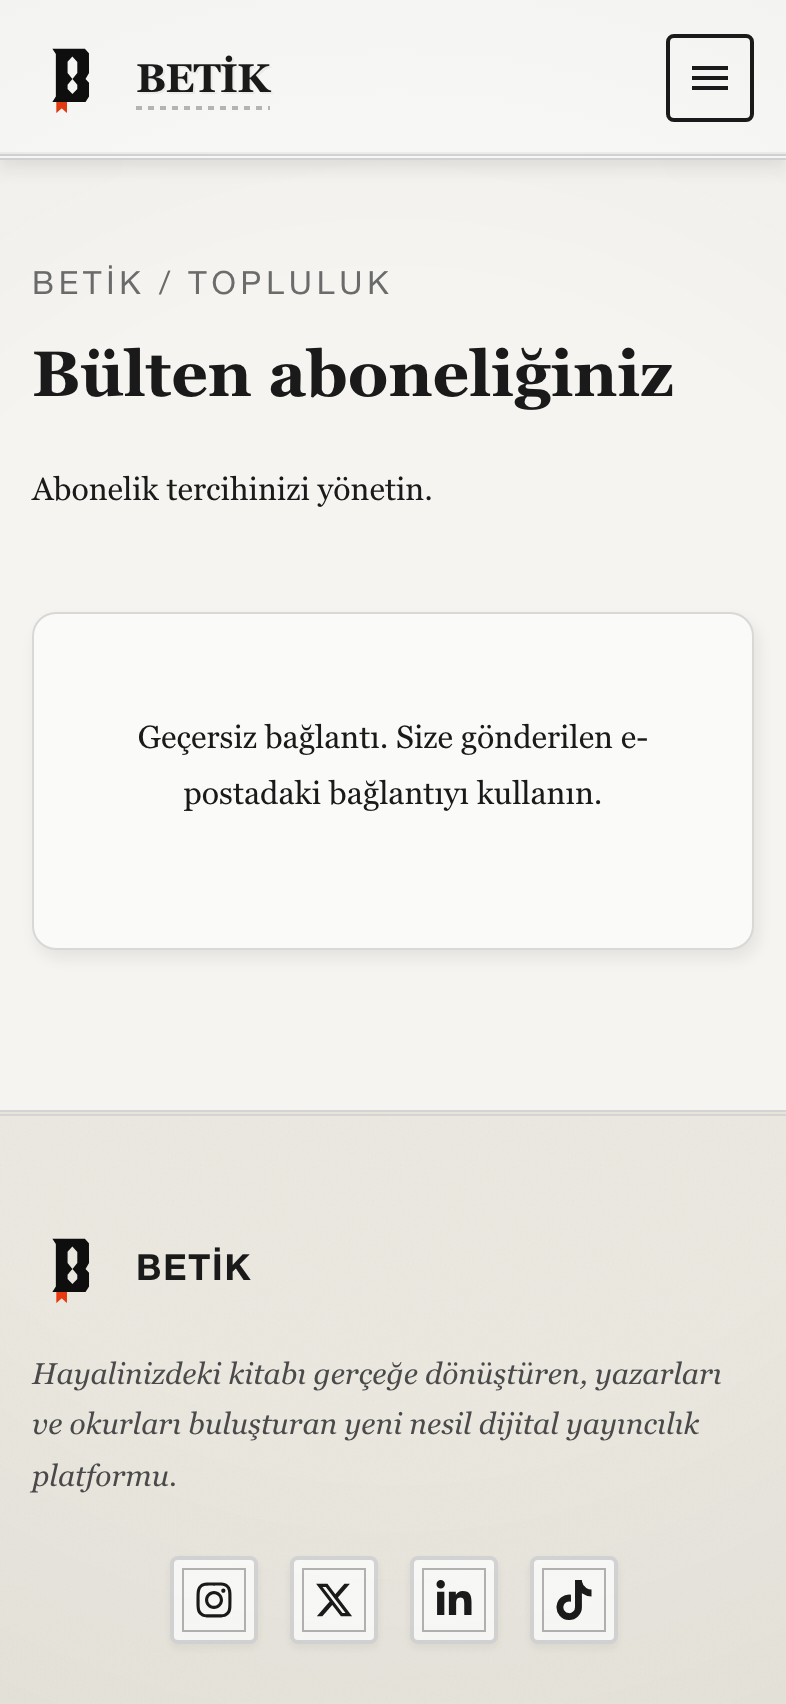 BETİK
BETİK / TOPLULUK
Bülten aboneliğiniz
Abonelik tercihinizi yönetin.
Geçersiz bağlantı. Size gönderilen e-
postadaki bağlantıyı kullanın.
BETİK
Hayalinizdeki kitabı gerçeğe dönüştüren, yazarları
ve okurları buluşturan yeni nesil dijital yayıncılık
platformu.